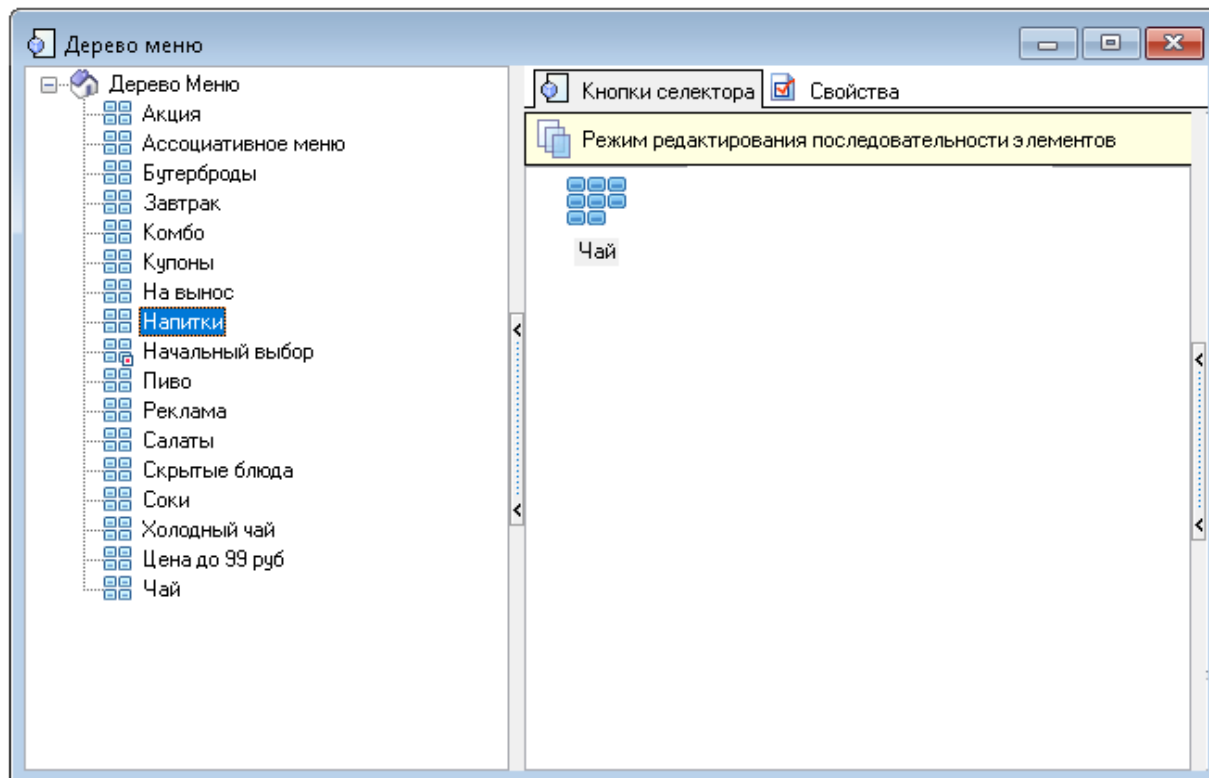 Дерево меню
Дерево Меню
Акция
Ассоциативное меню
Бутерброды
Завтрак
Комбо
Купоны
На вынос
Напитки
Начальный выбор
Пиво
Реклама
Салаты
Скрытые блюда
Соки
Холодный чай
Цена до 99 руб
Чай
Кнопки селектора
Свойства
Режим редактирования последовательности элементов
Чай